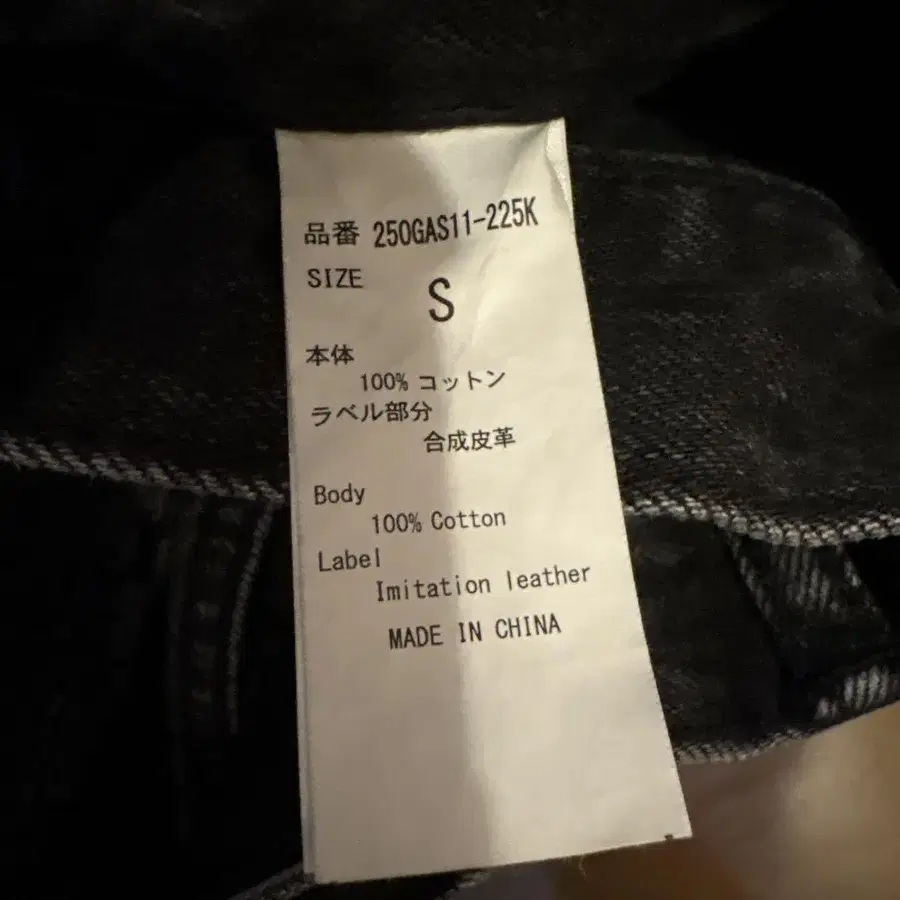 品番 250GAS11-225K
SIZE
S
本体
100% コットン
ラベル部分
合成皮革
Body
100% Cotton
Label
Imitation leather
MADE IN CHINA